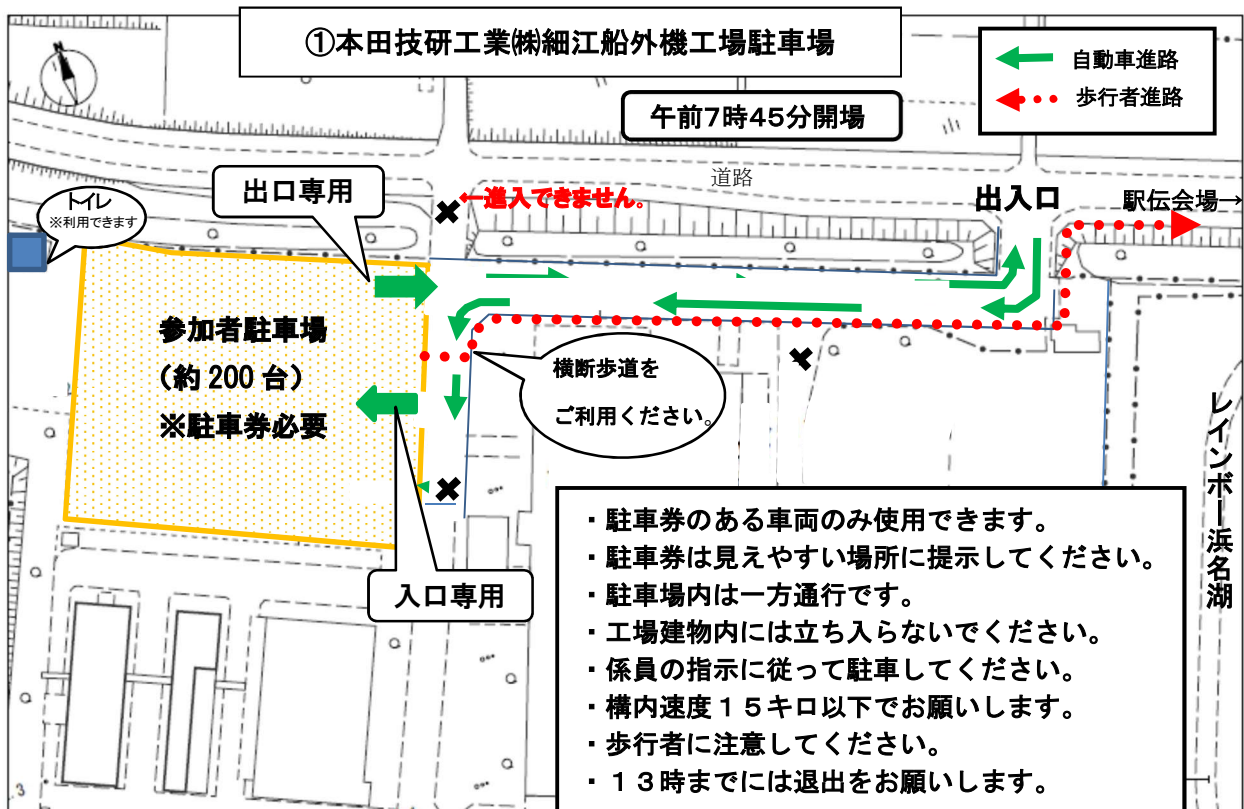 ①本田技研工業㈱細江船外機工場駐車場
自動車進路
歩行者進路
午前7時45分開場
道路
出口専用
←進入できません。
出入口
駅伝会場→
トイレ
※利用できます
参加者駐車場
（約200台）
※駐車券必要
横断歩道を
ご利用ください。
レインボー浜名湖
入口専用
・駐車券のある車両のみ使用できます。
・駐車券は見えやすい場所に提示してください。
・駐車場内は一方通行です。
・工場建物内には立ち入らないでください。
・係員の指示に従って駐車してください。
・構内速度１５キロ以下でお願いします。
・歩行者に注意してください。
・１３時までには退出をお願いします。
3